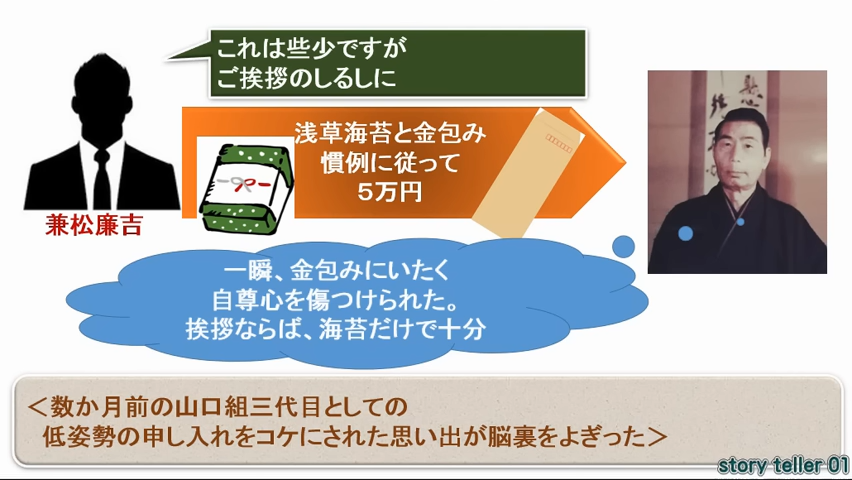 これは些少ですが
ご挨拶のしるしに
浅草海苔と金包み
慣例に従って
５万円
兼松廉吉
一瞬、金包みにいたく
自尊心を傷つけられた。
挨拶ならば、海苔だけで十分
＜数か月前の山口組三代目としての
低姿勢の申し入れをコケにされた思い出が脳裏をよぎった＞
story teller 01